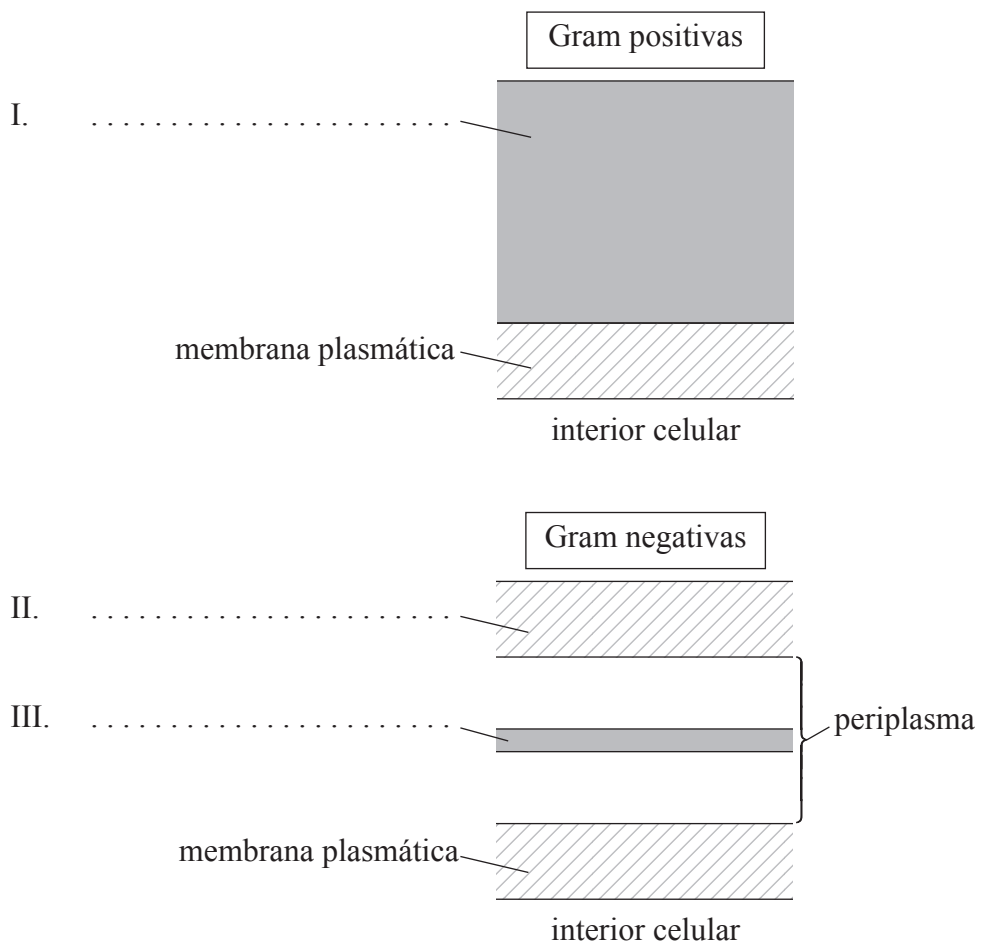 Gram positivas
I. . . . . . . . . . . . . . . . . . . . . . . .
membrana plasmática
interior celular
Gram negativas
II. . . . . . . . . . . . . . . . . . . . . . . .
III. . . . . . . . . . . . . . . . . . . . . . . .
periplasma
membrana plasmática
interior celular